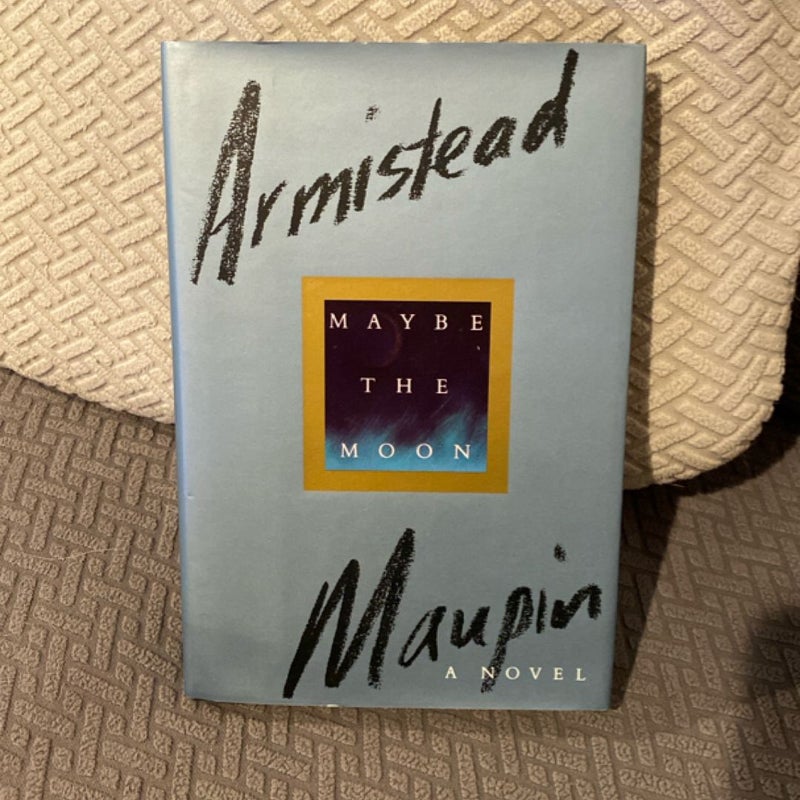 Armistead
MAYBE
THE
MOON
Maupin
A NOVEL